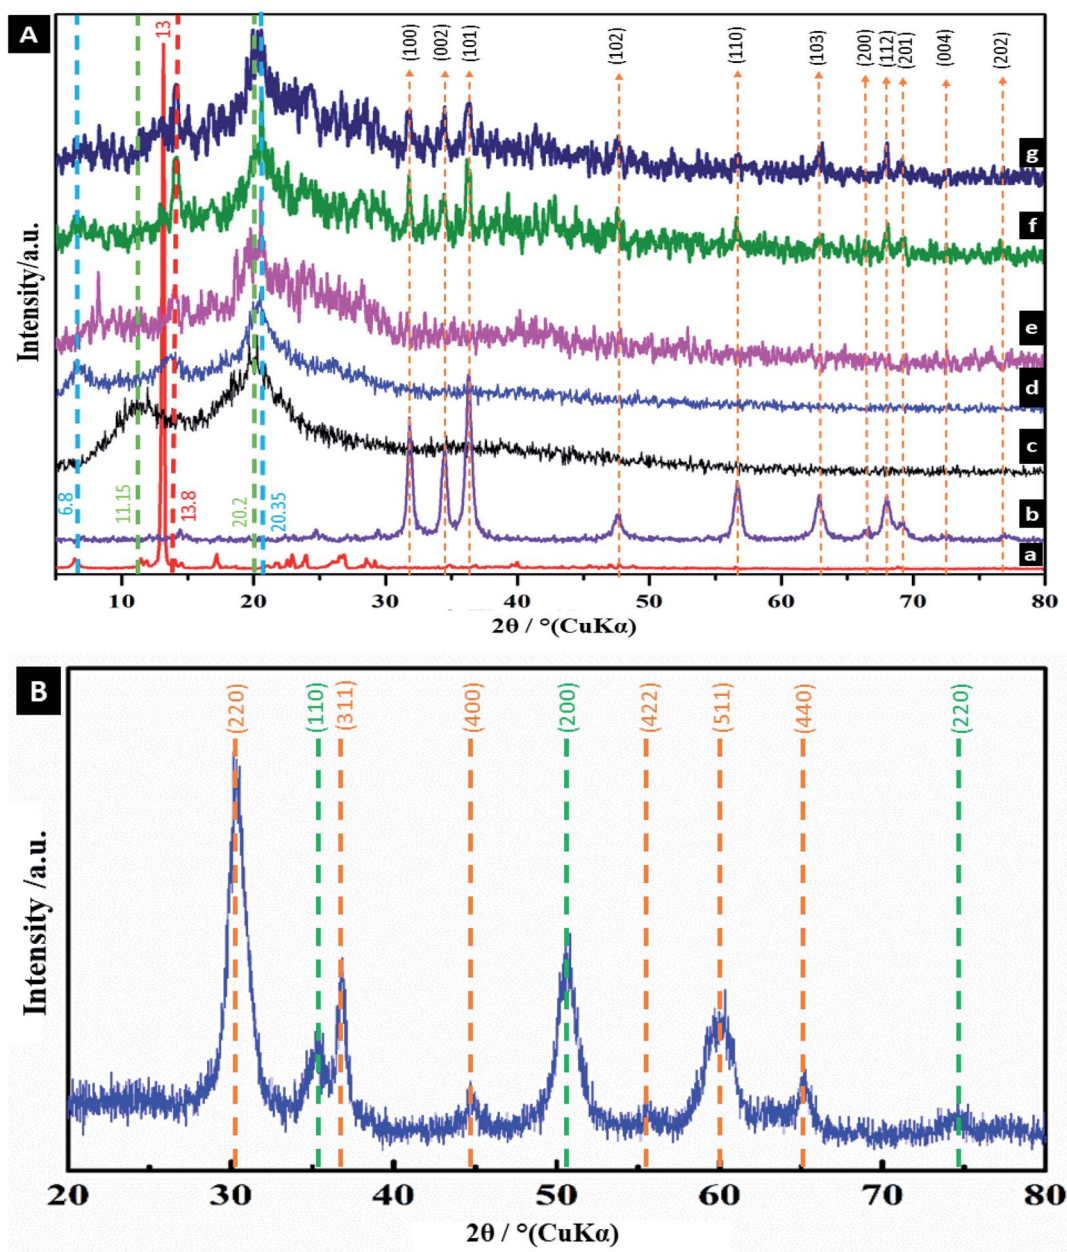 A
13
(100)
(002)
(101)
(102)
(110)
(103)
(200)
(112)
(201)
(004)
(202)
g
f
e
d
c
b
a
6.8
11.15
13.8
20.2
20.35
Intensity/a.u.
10 20 30 40 50 60 70 80
2θ / °(CuKα)
B
(220)
(110)
(311)
(400)
(200)
(422)
(511)
(440)
(220)
Intensity /a.u.
20 30 40 50 60 70 80
2θ / °(CuKα)